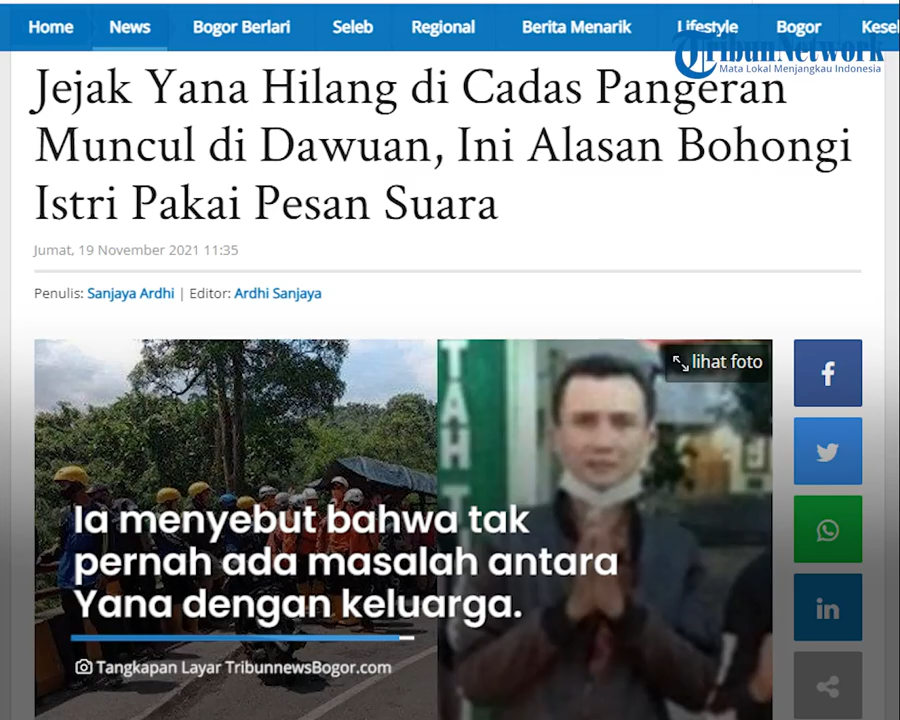 Home News Bogor Berlari Seleb Regional Berita Menarik Lifestyle Bogor
TribunNetwork
Mata Lokal Menjangkau Indonesia
Jejak Yana Hilang di Cadas Pangeran
Muncul di Dawuan, Ini Alasan Bohongi
Istri Pakai Pesan Suara
Jumat, 19 November 2021 11:35
Penulis: Sanjaya Ardhi | Editor: Ardhi Sanjaya
lihat foto
Ia menyebut bahwa tak
pernah ada masalah antara
Yana dengan keluarga.
Tangkapan Layar TribunnewsBogor.com